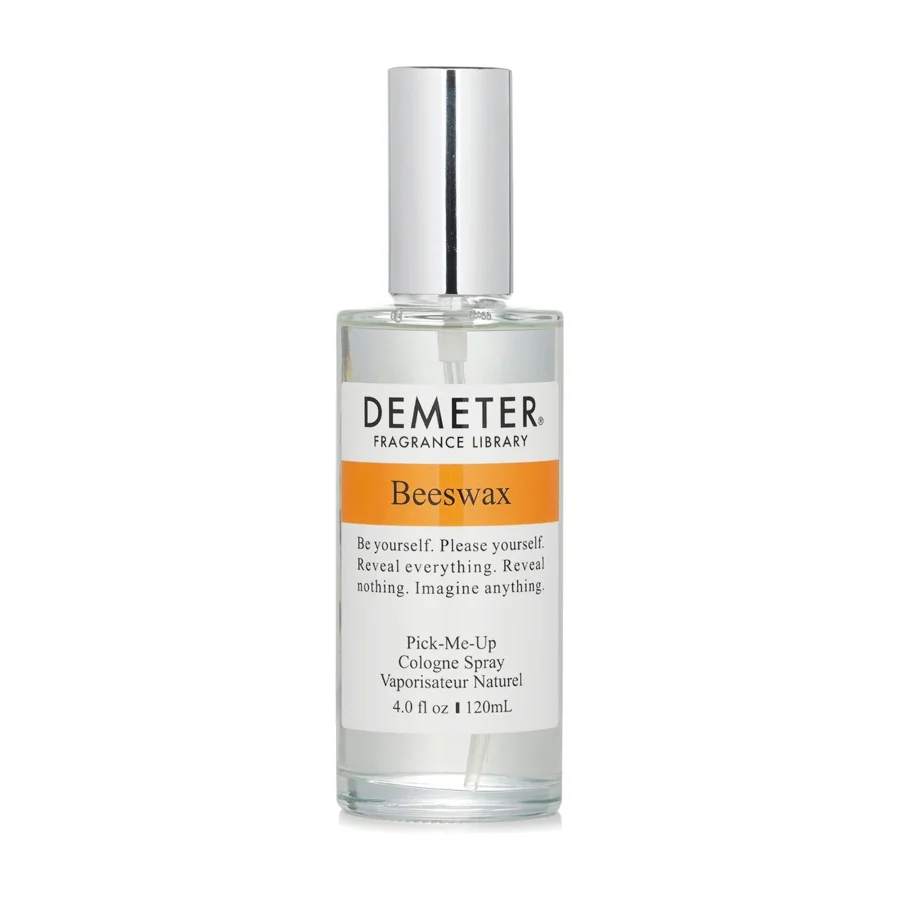 DEMETER®
FRAGRANCE LIBRARY
Beeswax
Be yourself. Please yourself.
Reveal everything. Reveal
nothing. Imagine anything.
Pick-Me-Up
Cologne Spray
Vaporisateur Naturel
4.0 fl oz ▮ 120mL